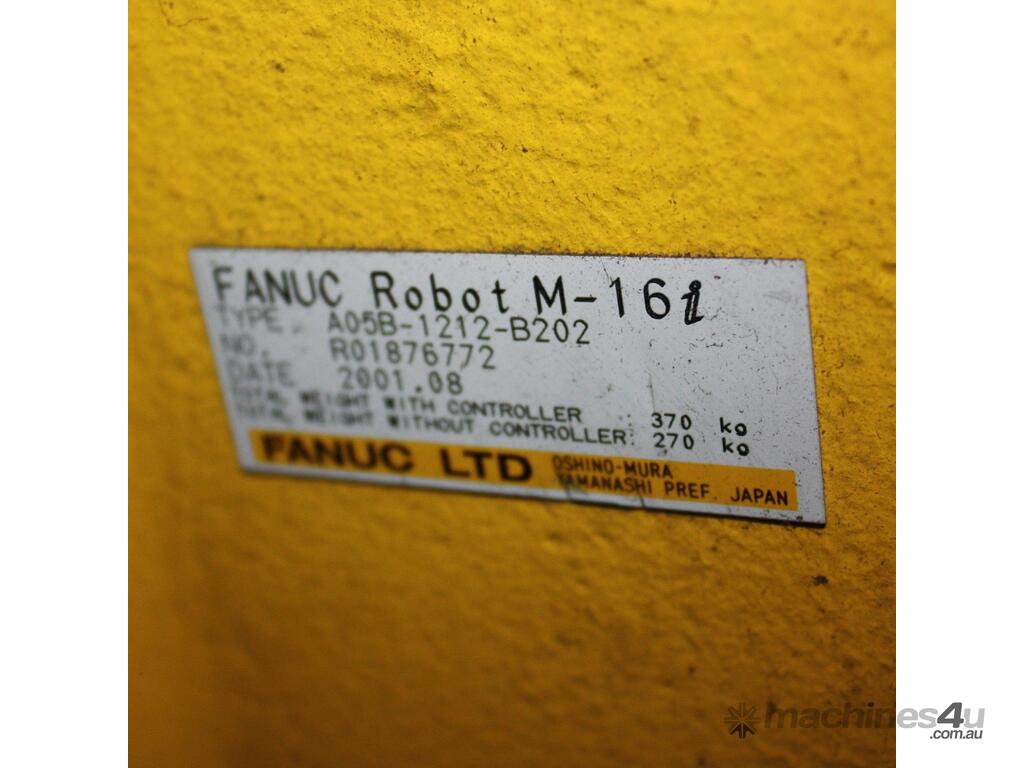 FANUC Robot M-16i
TYPE A05B-1212-B202
NO. R01876772
DATE 2001.08
TOTAL WEIGHT WITH CONTROLLER : 370 kg
TOTAL WEIGHT WITHOUT CONTROLLER: 270 kg
FANUC LTD OSHINO-MURA
YAMANASHI PREF. JAPAN
machines4u
.com.au